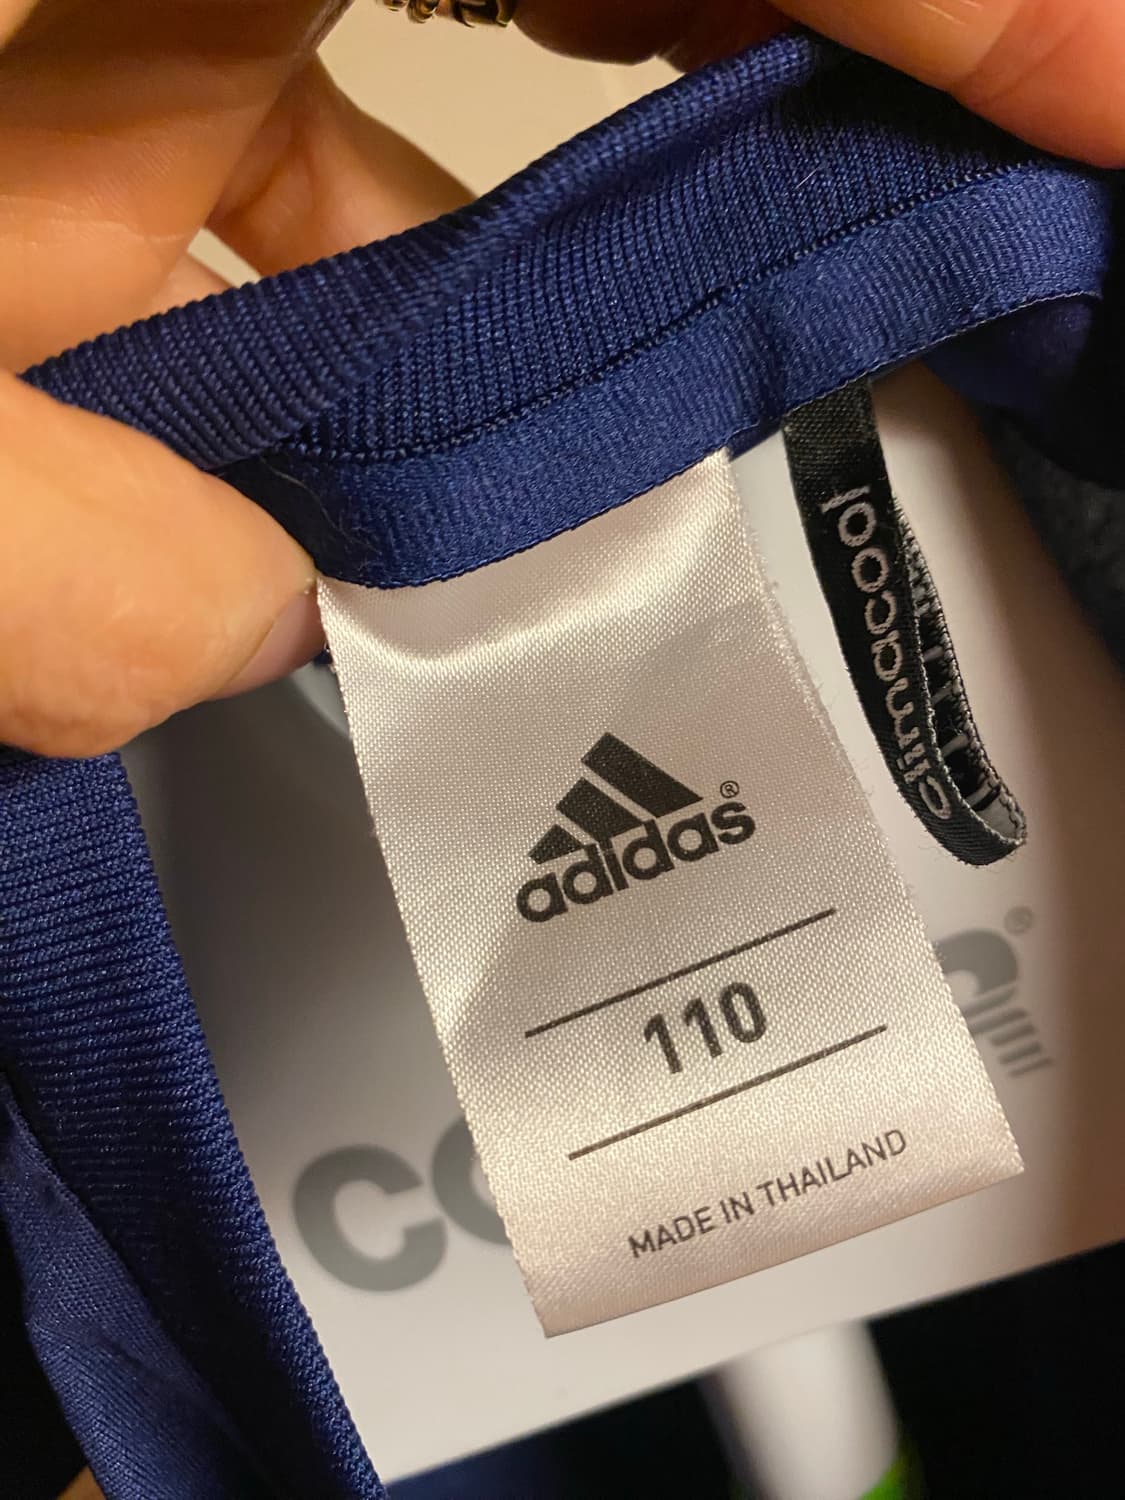 climacool
adidas®
110
MADE IN THAILAND
®